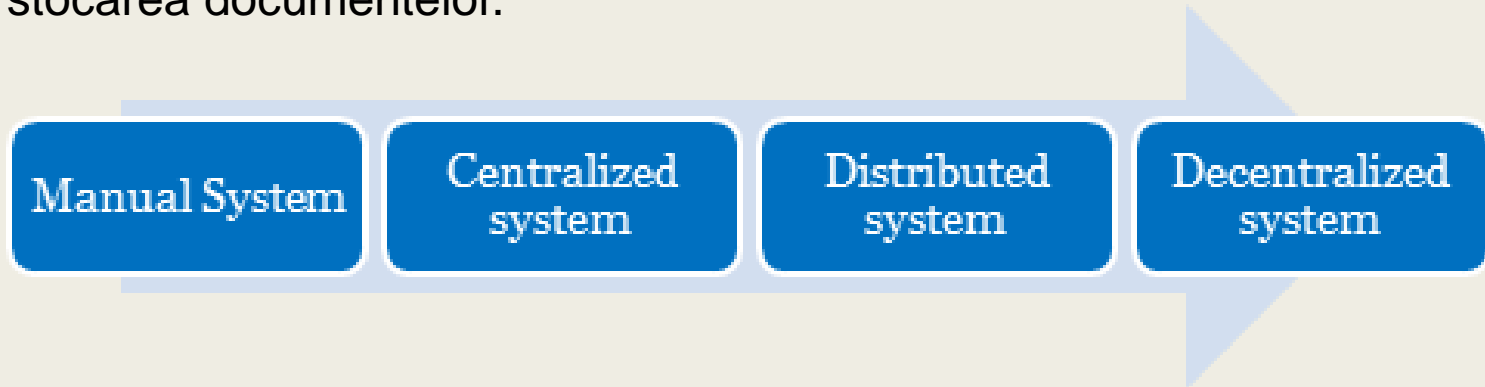 stocarea documentelor.
Manual System
Centralized
system
Distributed
system
Decentralized
system